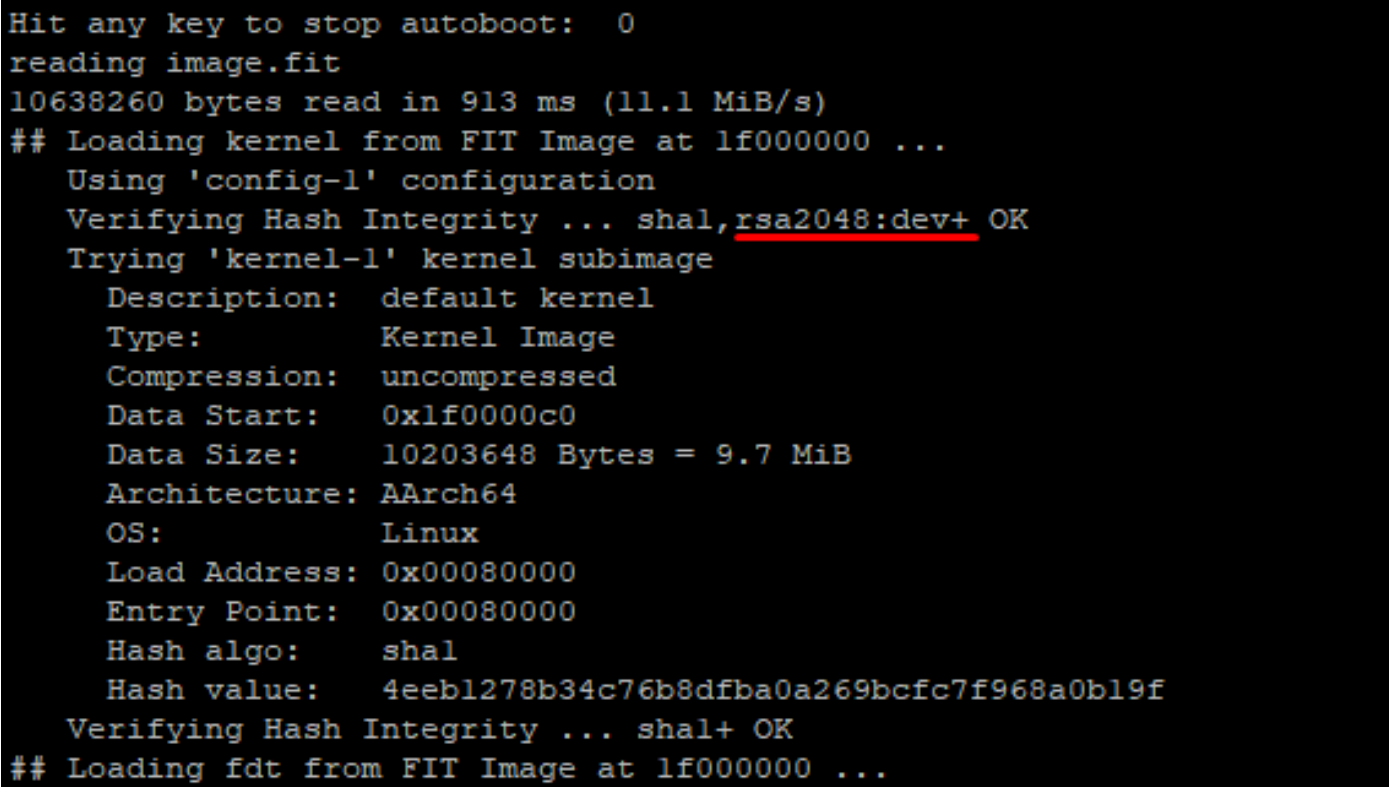 Hit any key to stop autoboot:  0
reading image.fit
10638260 bytes read in 913 ms (11.1 MiB/s)
## Loading kernel from FIT Image at 1f000000 ...
   Using 'config-1' configuration
   Verifying Hash Integrity ... sha1,rsa2048:dev+ OK
   Trying 'kernel-1' kernel subimage
     Description:  default kernel
     Type:         Kernel Image
     Compression:  uncompressed
     Data Start:   0x1f0000c0
     Data Size:    10203648 Bytes = 9.7 MiB
     Architecture: AArch64
     OS:           Linux
     Load Address: 0x00080000
     Entry Point:  0x00080000
     Hash algo:    sha1
     Hash value:   4eeb1278b34c76b8dfba0a269bcfc7f968a0b19f
   Verifying Hash Integrity ... sha1+ OK
## Loading fdt from FIT Image at 1f000000 ...